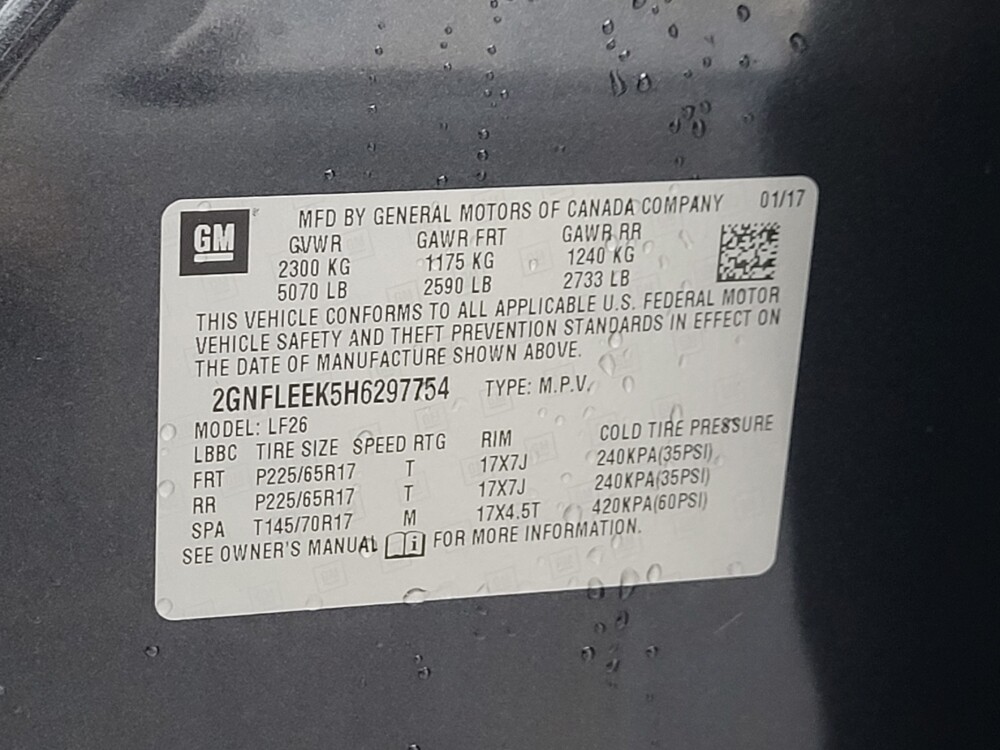 GM
MFD BY GENERAL MOTORS OF CANADA COMPANY 01/17
GVWR GAWR FRT GAWR RR
2300 KG 1175 KG 1240 KG
5070 LB 2590 LB 2733 LB
THIS VEHICLE CONFORMS TO ALL APPLICABLE U.S. FEDERAL MOTOR
VEHICLE SAFETY AND THEFT PREVENTION STANDARDS IN EFFECT ON
THE DATE OF MANUFACTURE SHOWN ABOVE.
2GNFLEEK5H6297754 TYPE: M.P.V.
MODEL: LF26
LBBC TIRE SIZE SPEED RTG RIM COLD TIRE PRESSURE
FRT P225/65R17 T 17X7J 240KPA(35PSI)
RR P225/65R17 T 17X7J 240KPA(35PSI)
SPA T145/70R17 M 17X4.5T 420KPA(60PSI)
SEE OWNER'S MANUAL i FOR MORE INFORMATION.